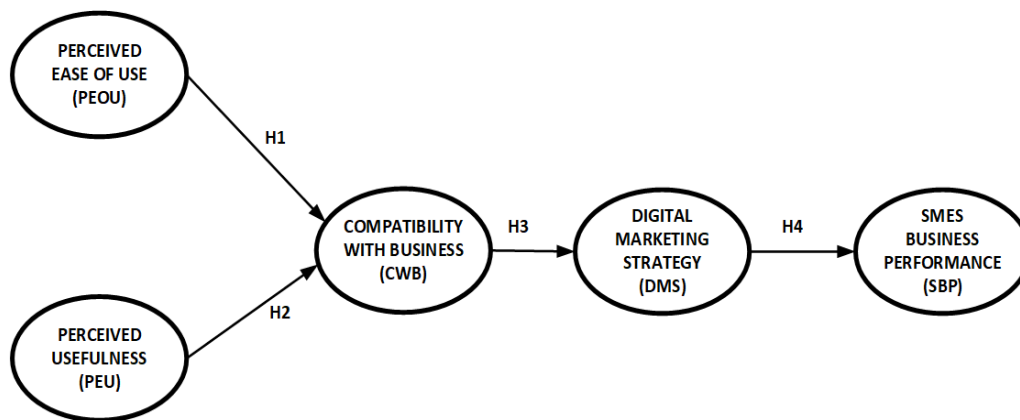 PERCEIVED
EASE OF USE
(PEOU)
H1
COMPATIBILITY
WITH BUSINESS
(CWB)
H3
DIGITAL
MARKETING
STRATEGY
(DMS)
H4
SMES
BUSINESS
PERFORMANCE
(SBP)
H2
PERCEIVED
USEFULNESS
(PEU)